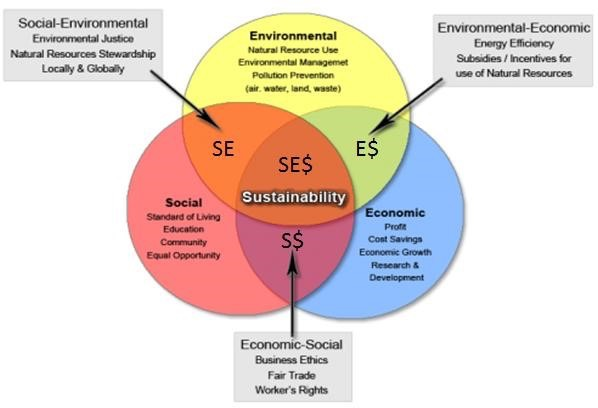 Social-Environmental
Environmental Justice
Natural Resources Stewardship
Locally & Globally
Environmental
Natural Resource Use
Environmental Managemet
Pollution Prevention
(air. water, land, waste)
Environmental-Economic
Energy Efficiency
Subsidies / Incentives for
use of Natural Resources
SE
SE$
E$
Sustainability
Social
Standard of Living
Education
Community
Equal Opportunity
Economic
Profit
Cost Savings
Economic Growth
Research &
Development
S$
Economic-Social
Business Ethics
Fair Trade
Worker's Rights